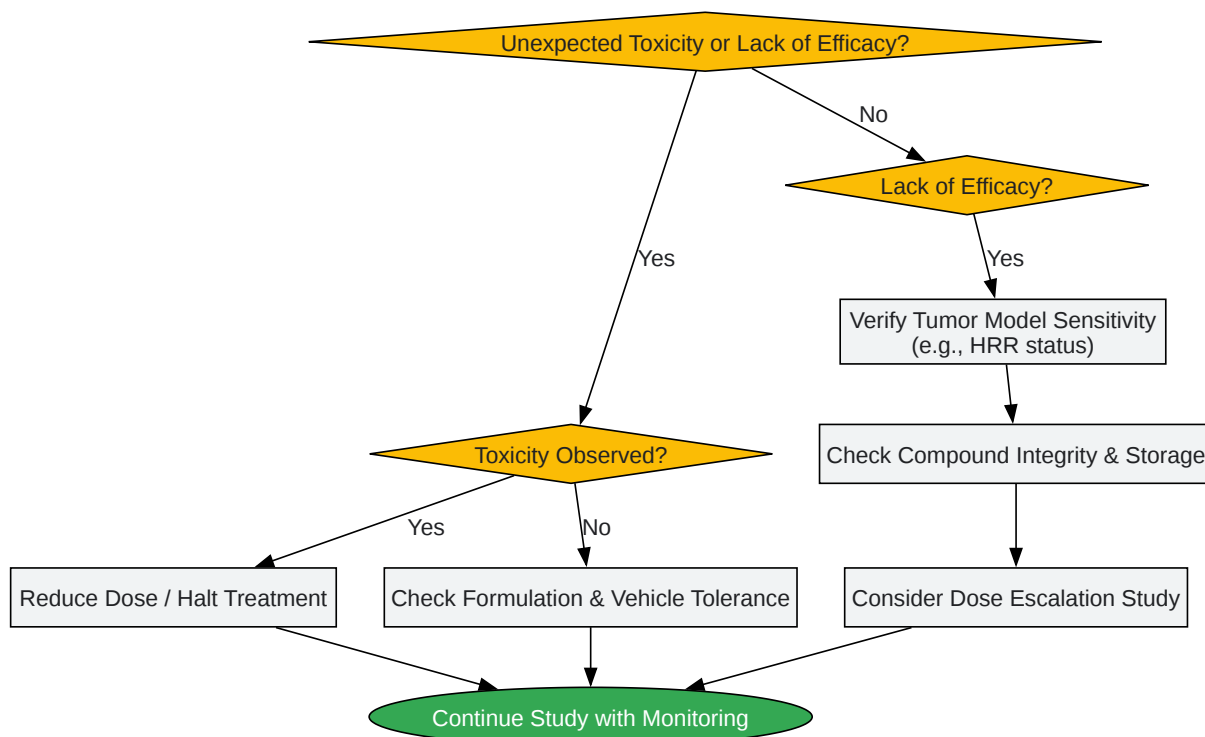 Unexpected Toxicity or Lack of Efficacy?
No
Lack of Efficacy?
Yes
Yes
Verify Tumor Model Sensitivity
(e.g., HRR status)
Toxicity Observed?
Check Compound Integrity & Storage
Yes
No
Reduce Dose / Halt Treatment
Check Formulation & Vehicle Tolerance
Consider Dose Escalation Study
Continue Study with Monitoring